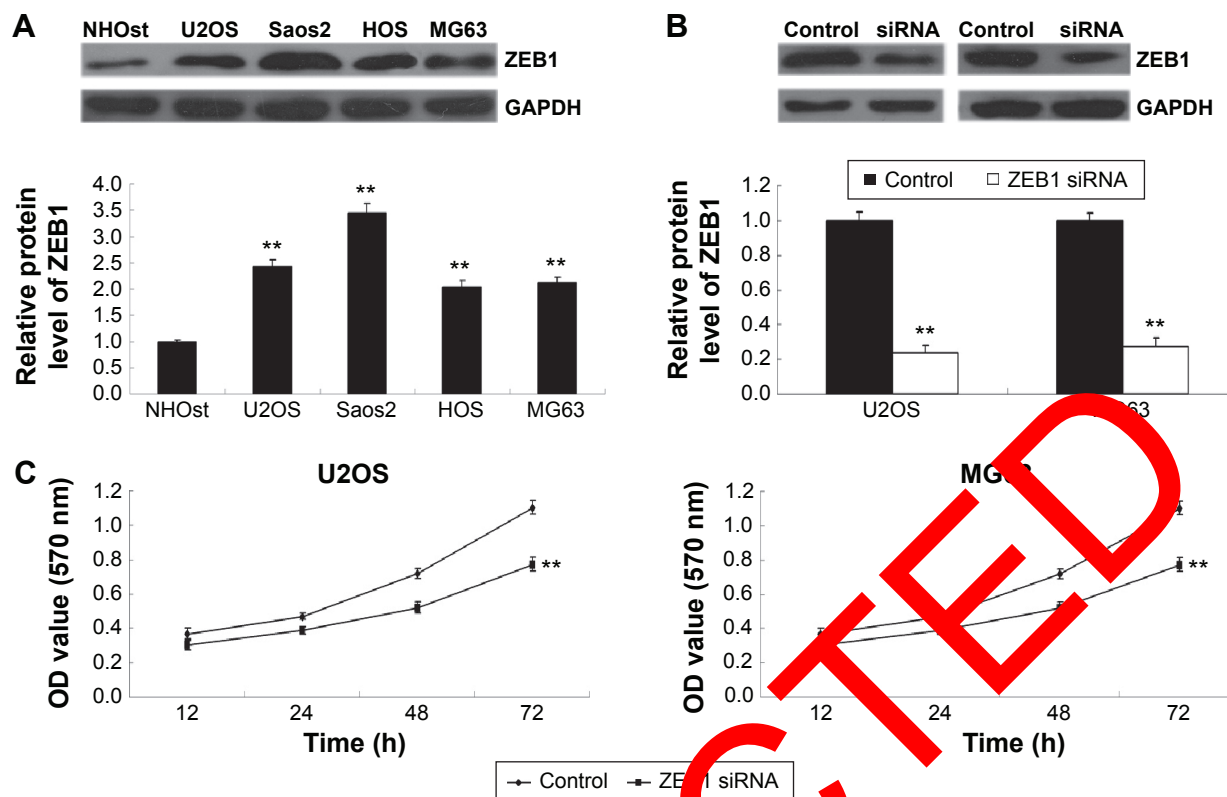 A
NHOst U2OS Saos2 HOS MG63
ZEB1
GAPDH
Relative protein
level of ZEB1
4.0
3.5
3.0
2.5
2.0
1.5
1.0
0.5
0.0
** ** ** **
NHOst U2OS Saos2 HOS MG63
B
Control siRNA Control siRNA
ZEB1
GAPDH
Control ZEB1 siRNA
Relative protein
level of ZEB1
1.2
1.0
0.8
0.6
0.4
0.2
0.0
** **
U2OS
C
U2OS
OD value (570 nm)
1.2
1.0
0.8
0.6
0.4
0.2
0.0
**
12 24 48 72
Time (h)
OD value (570 nm)
1.2
1.0
0.8
0.6
0.4
0.2
0.0
**
12 24 48 72
Time (h)
Control ZEB1 siRNA
CTED